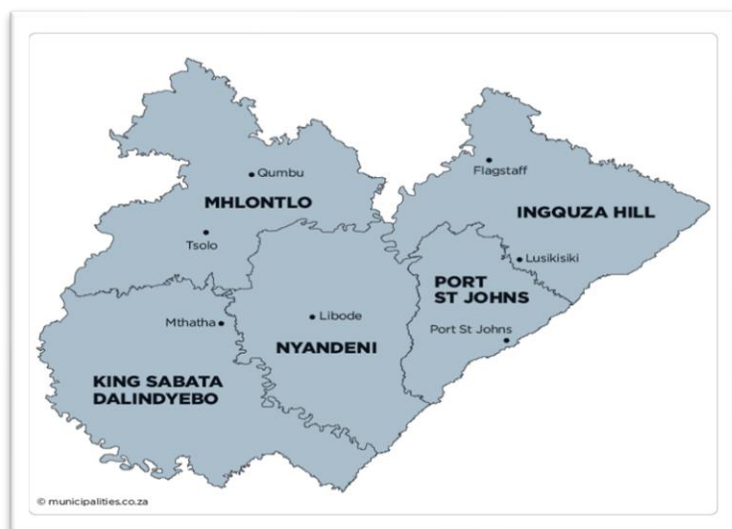 Qumbu
MHLONTLO
Tsolo
Flagstaff
INGQUZA HILL
Lusikisiki
PORT
ST JOHNS
Port St Johns
Mthatha
Libode
NYANDENI
KING SABATA
DALINDYEBO
© municipalities.co.za